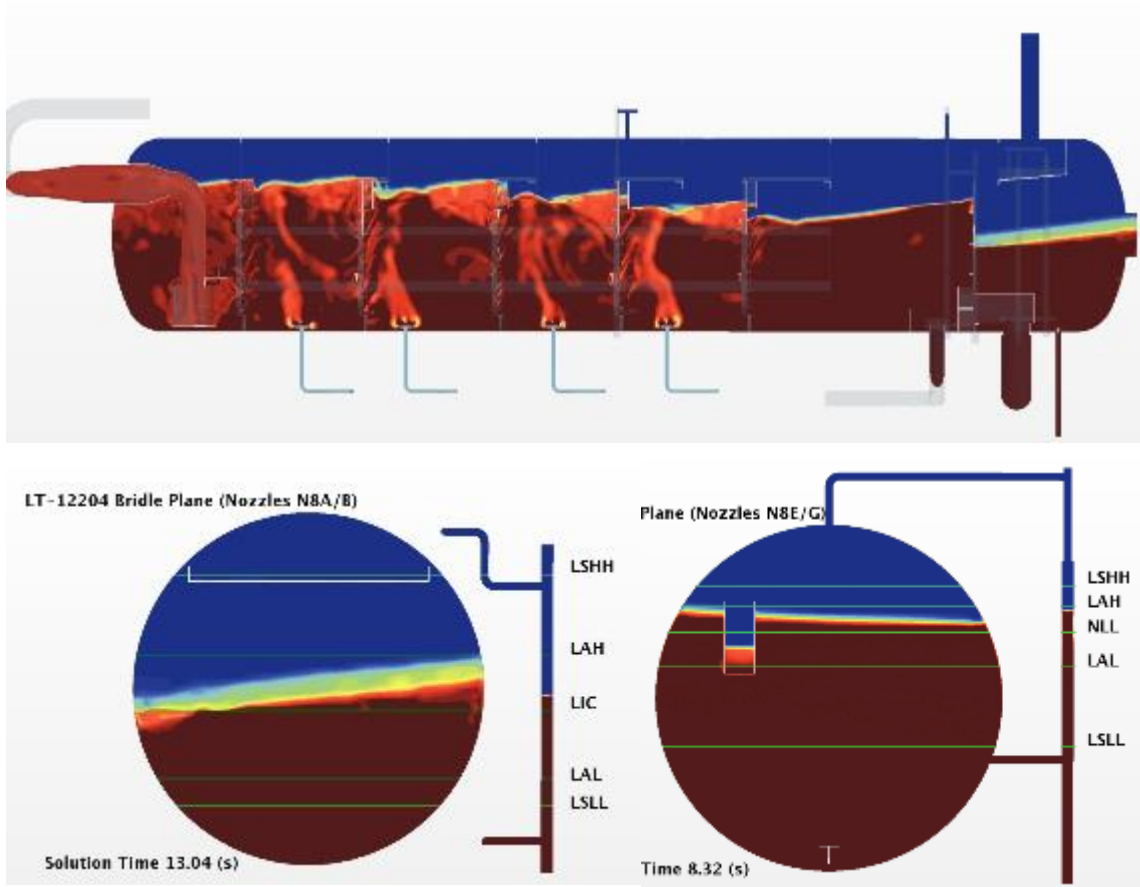 LT-12204 Bridle Plane (Nozzles N8A/B)
LSHH
LAH
LIC
LAL
LSLL
Solution Time 13.04 (s)
Plane (Nozzles N8E/G)
LSHH
LAH
NLL
LAL
LSLL
Time 8.32 (s)